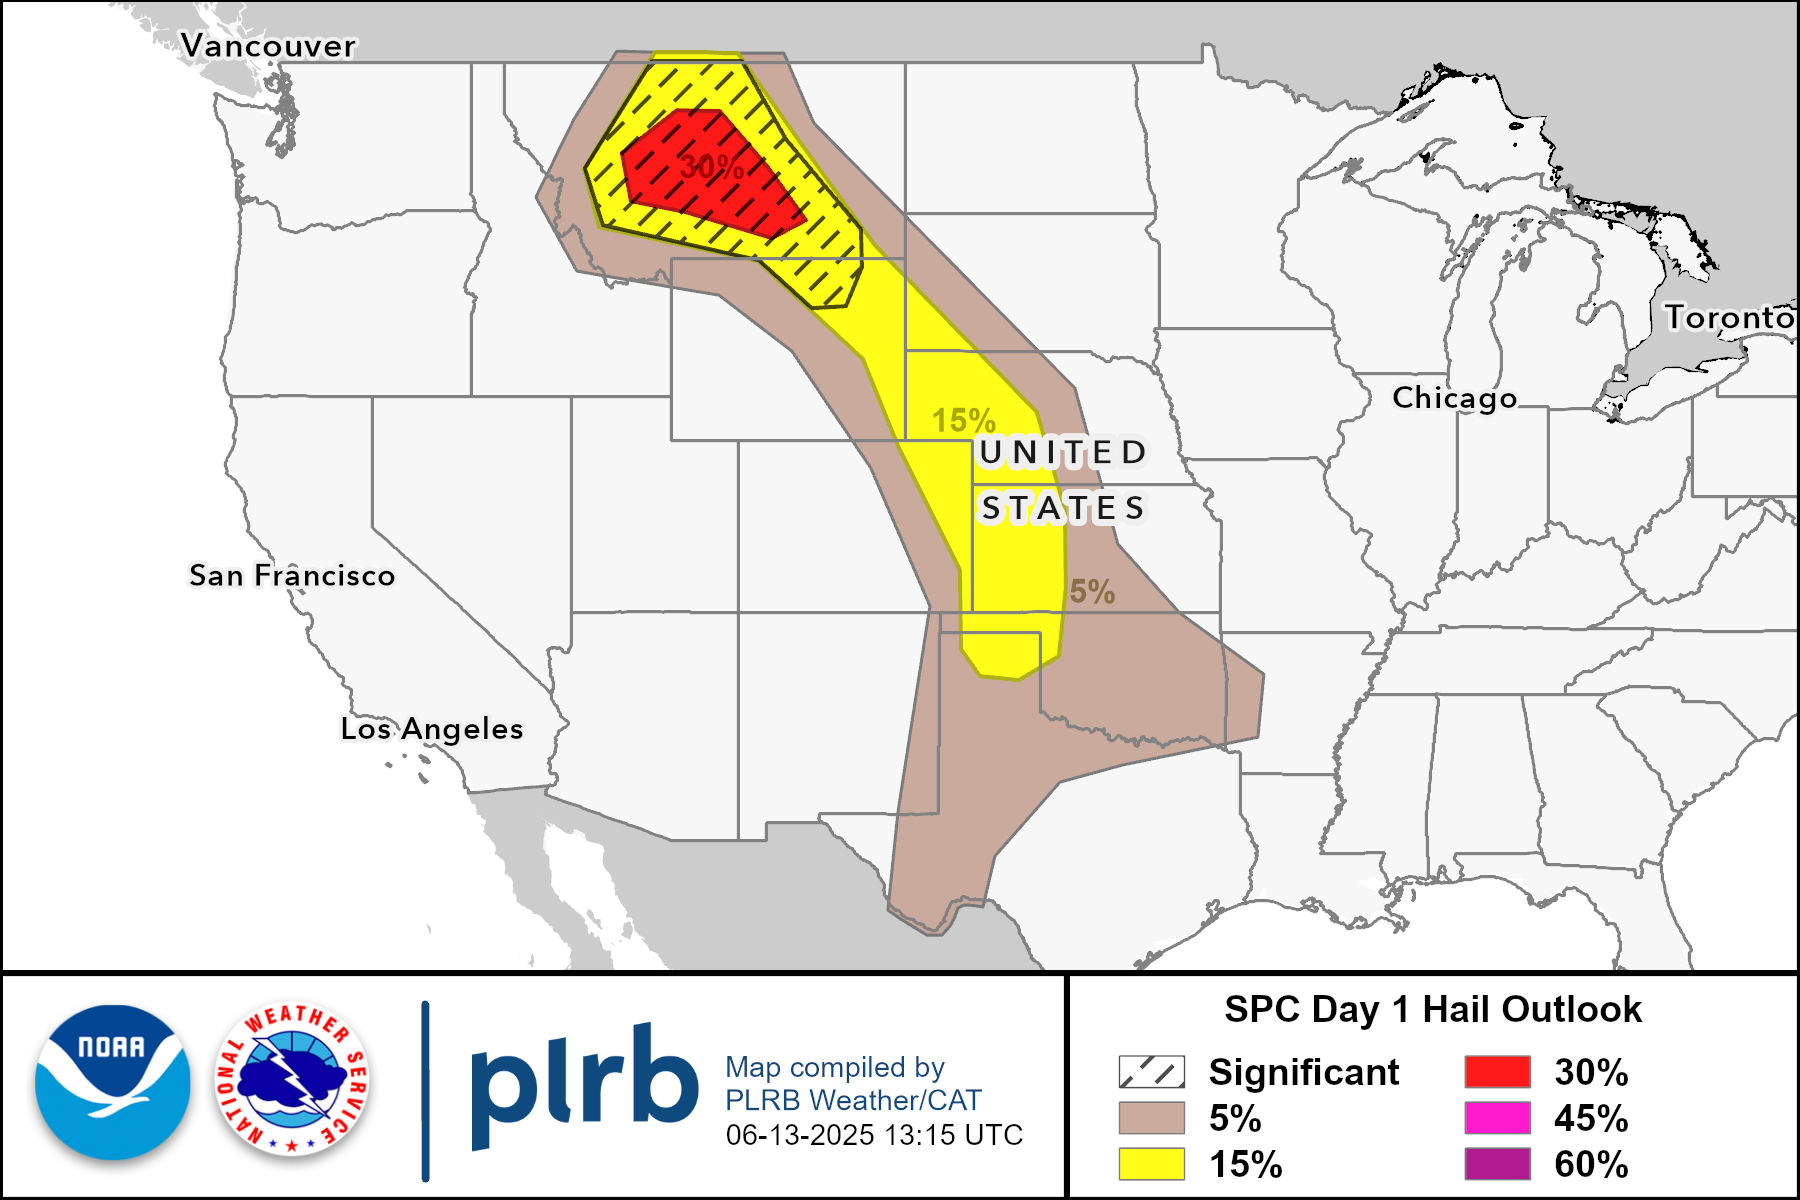 Vancouver
30%
Toronto
Chicago
15%
UNITED
STATES
San Francisco
5%
Los Angeles
NOAA
NATIONAL WEATHER SERVICE
plrb
Map compiled by
PLRB Weather/CAT
06-13-2025 13:15 UTC
SPC Day 1 Hail Outlook
Significant
30%
5%
45%
15%
60%